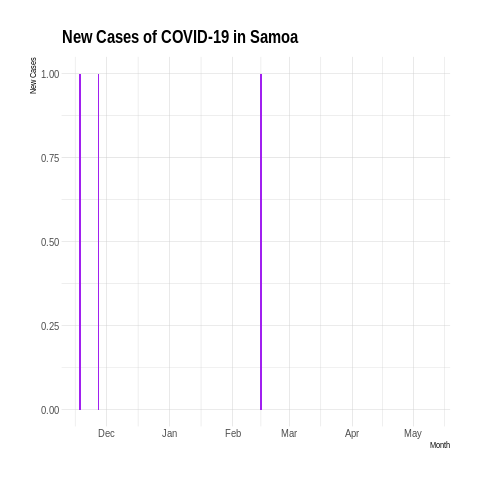 New Cases of COVID-19 in Samoa
New Cases
1.00
0.75
0.50
0.25
0.00
Dec Jan Feb Mar Apr May
Month